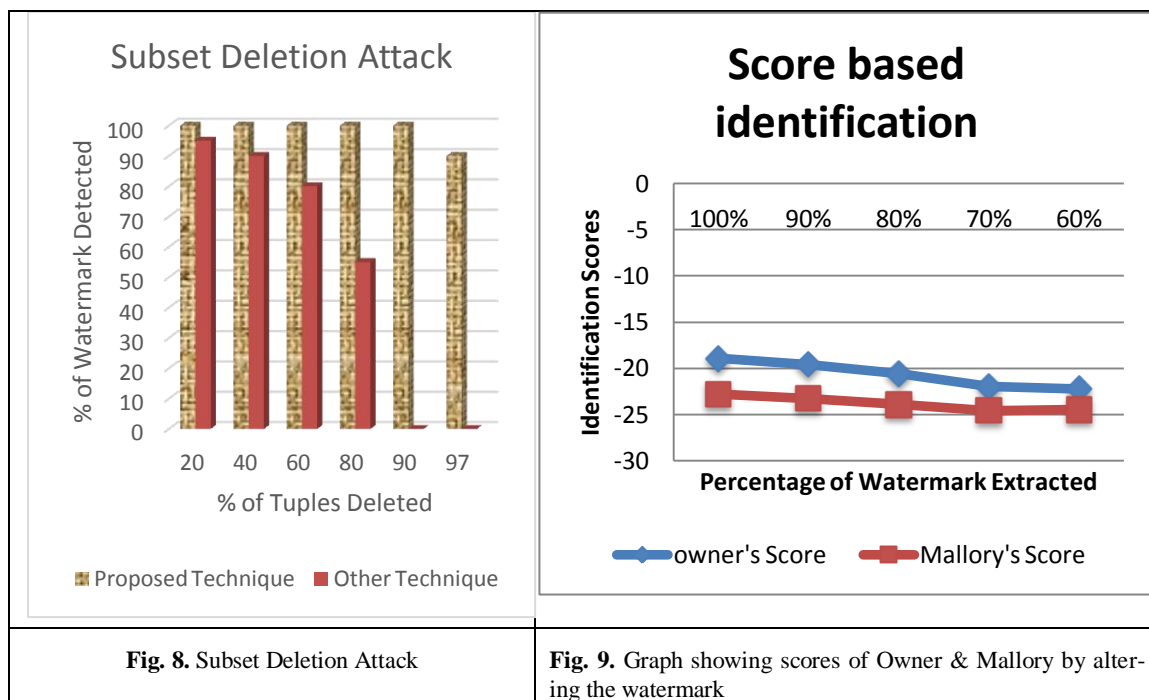 Subset Deletion Attack
% of Watermark Detected
100
90
80
70
60
50
40
30
20
10
0
20 40 60 80 90 97
% of Tuples Deleted
Proposed Technique Other Technique
Fig. 8. Subset Deletion Attack
Score based
identification
Identification Scores
0
-5
-10
-15
-20
-25
-30
100% 90% 80% 70% 60%
Percentage of Watermark Extracted
owner's Score Mallory's Score
Fig. 9. Graph showing scores of Owner & Mallory by alter-
ing the watermark